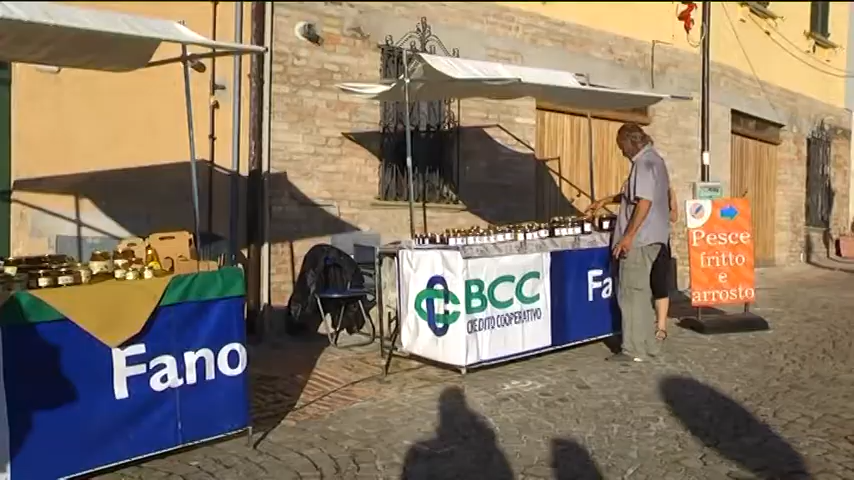 Fano
BCC
CREDITO COOPERATIVO
Fa
Pesce
fritto
e
arrosto